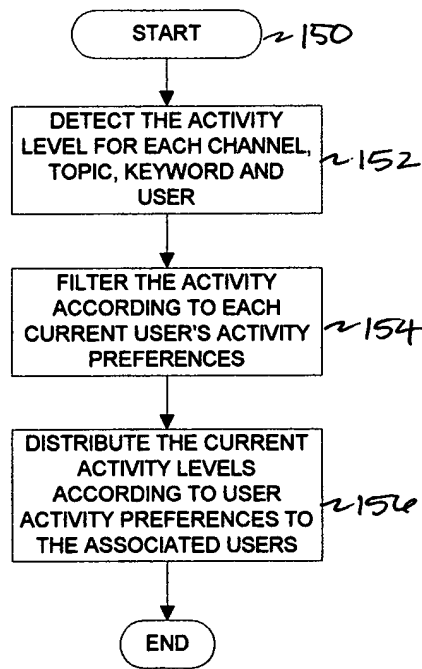 START
150
DETECT THE ACTIVITY
LEVEL FOR EACH CHANNEL,
TOPIC, KEYWORD AND
USER
152
FILTER THE ACTIVITY
ACCORDING TO EACH
CURRENT USER'S ACTIVITY
PREFERENCES
154
DISTRIBUTE THE CURRENT
ACTIVITY LEVELS
ACCORDING TO USER
ACTIVITY PREFERENCES TO
THE ASSOCIATED USERS
156
END